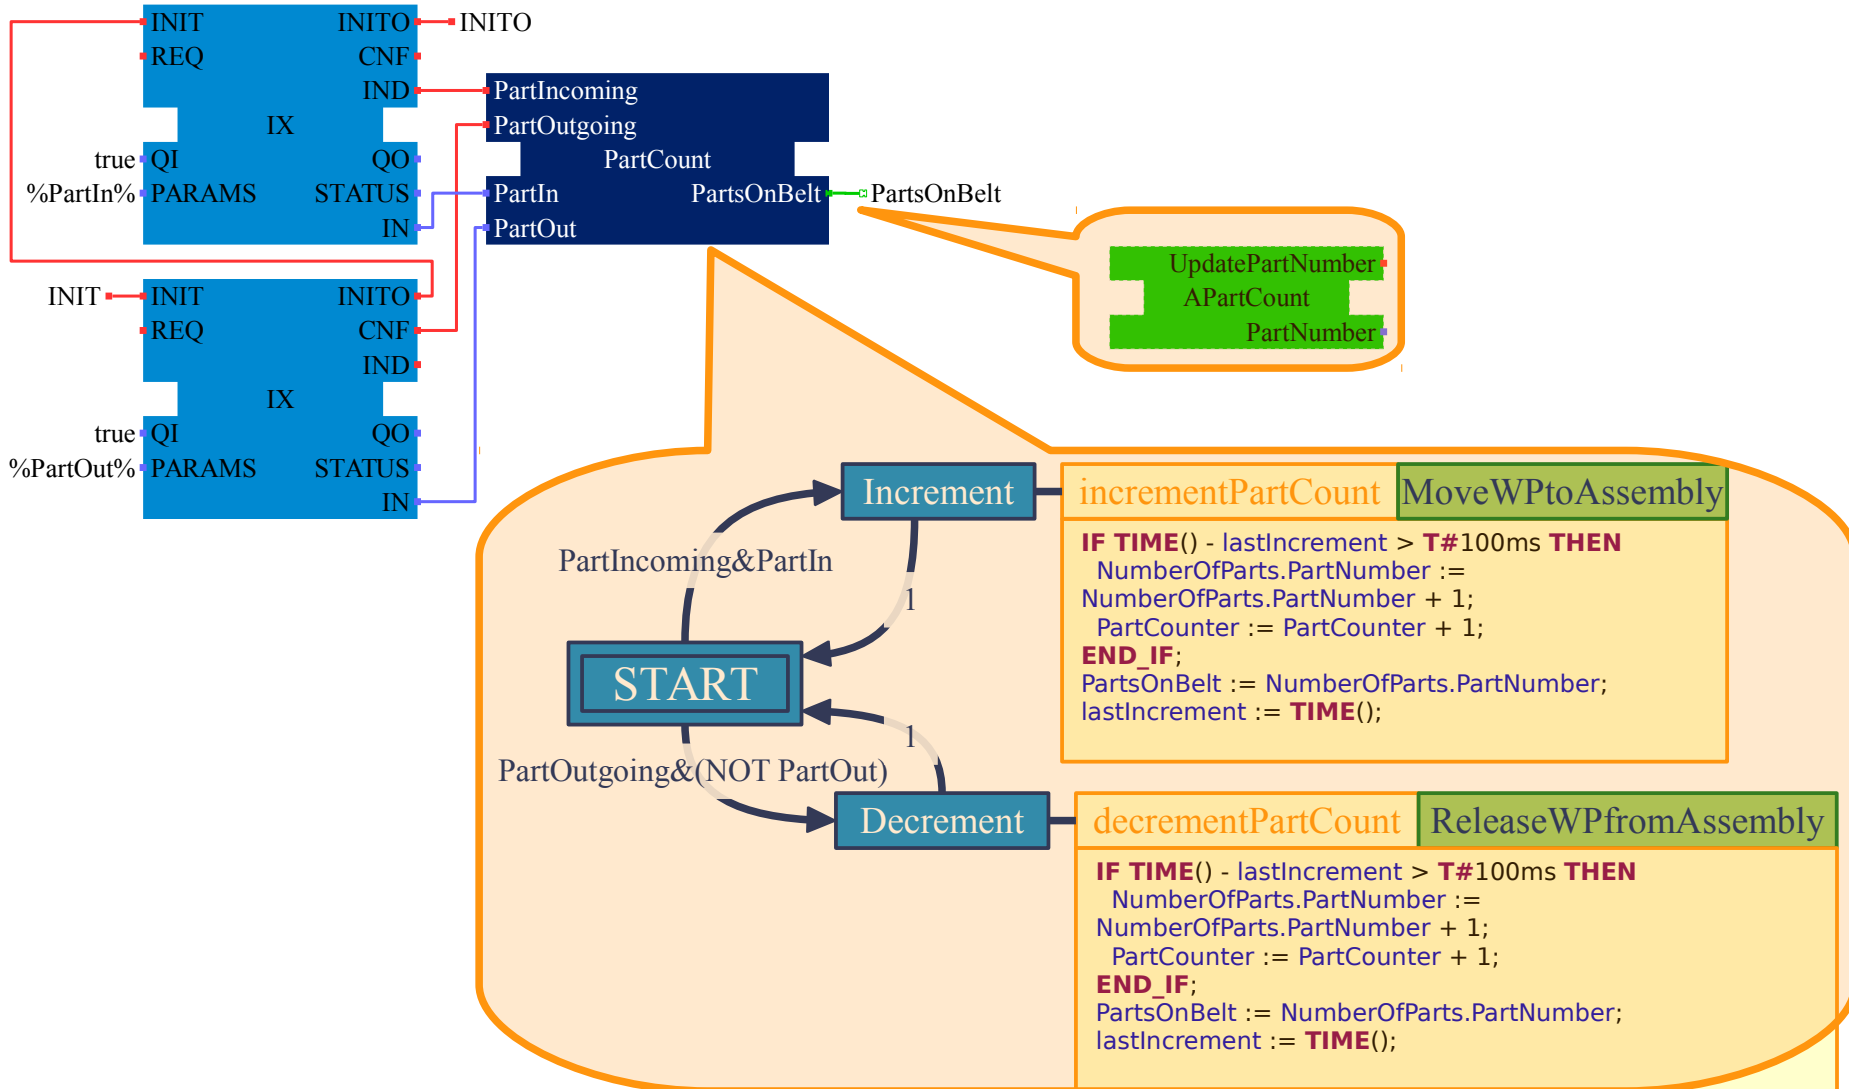 INIT INITO INITO
REQ CNF
IND
IX
true QI QO
%PartIn% PARAMS STATUS
IN
PartIncoming
PartOutgoing
PartCount
PartIn PartsOnBelt PartsOnBelt
PartOut
UpdatePartNumber
APartCount
PartNumber
INIT INIT INITO
REQ CNF
IND
IX
true QI QO
%PartOut% PARAMS STATUS
IN
Increment incrementPartCount MoveWPtoAssembly
PartIncoming&PartIn
1
IF TIME() - lastIncrement > T#100ms THEN
NumberOfParts.PartNumber :=
NumberOfParts.PartNumber + 1;
PartCounter := PartCounter + 1;
END_IF;
PartsOnBelt := NumberOfParts.PartNumber;
lastIncrement := TIME();
START
1
PartOutgoing&(NOT PartOut)
Decrement decrementPartCount ReleaseWPfromAssembly
IF TIME() - lastIncrement > T#100ms THEN
NumberOfParts.PartNumber :=
NumberOfParts.PartNumber + 1;
PartCounter := PartCounter + 1;
END_IF;
PartsOnBelt := NumberOfParts.PartNumber;
lastIncrement := TIME();